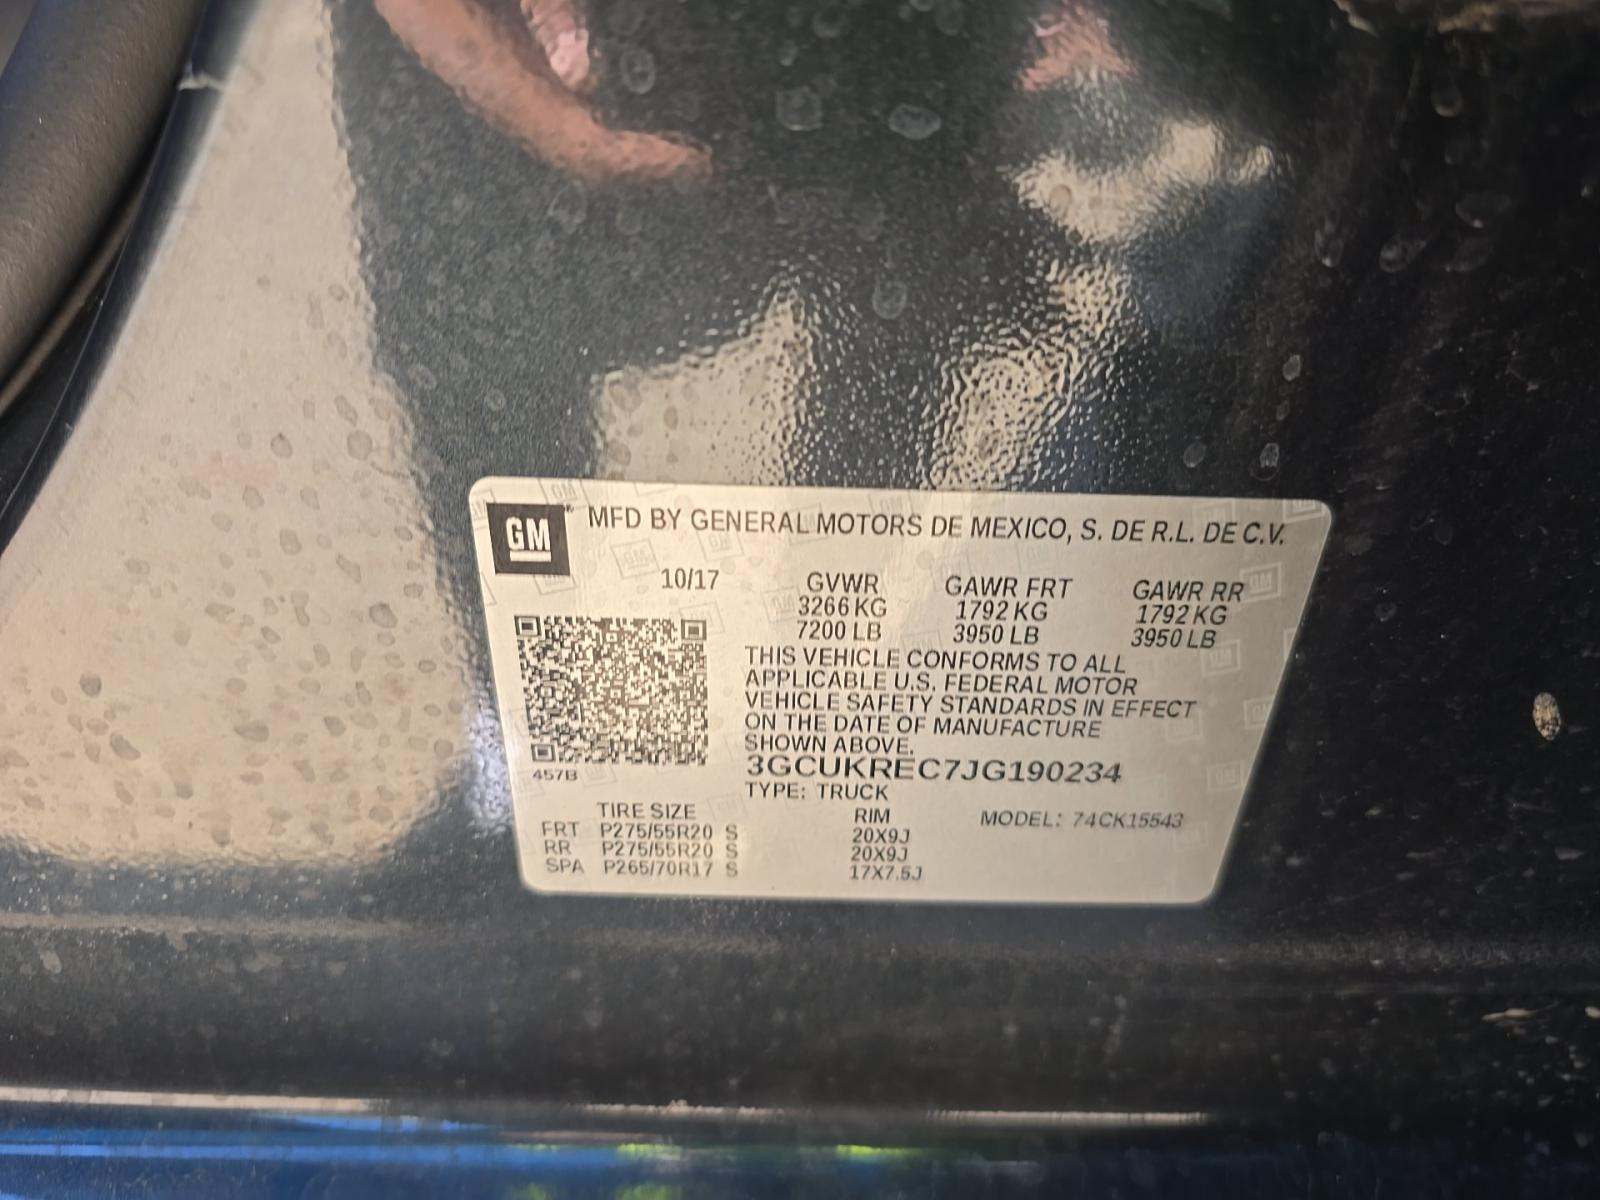 GM MFD BY GENERAL MOTORS DE MEXICO, S. DE R.L. DE C.V.
10/17 GVWR GAWR FRT GAWR RR
3266 KG 1792 KG 1792 KG
7200 LB 3950 LB 3950 LB
THIS VEHICLE CONFORMS TO ALL
APPLICABLE U.S. FEDERAL MOTOR
VEHICLE SAFETY STANDARDS IN EFFECT
ON THE DATE OF MANUFACTURE
SHOWN ABOVE.
457B 3GCUKREC7JG190234
TYPE: TRUCK
TIRE SIZE RIM MODEL: 74CK15543
FRT P275/55R20 S 20X9J
RR P275/55R20 S 20X9J
SPA P265/70R17 S 17X7.5J